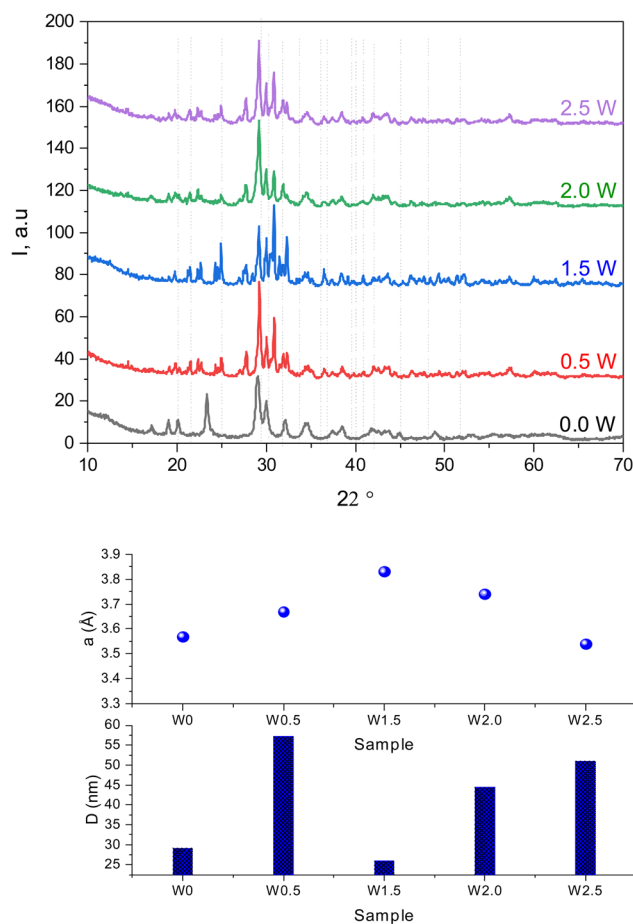 200
180
160
140
120
100
80
60
40
20
0
I, a.u
2.5 W
2.0 W
1.5 W
0.5 W
0.0 W
10 20 30 40 50 60 70
2θ °
3.9
3.8
3.7
3.6
3.5
3.4
3.3
a (Å)
W0 W0.5 W1.5 W2.0 W2.5
Sample
60
55
50
45
40
35
30
25
D (nm)
W0 W0.5 W1.5 W2.0 W2.5
Sample